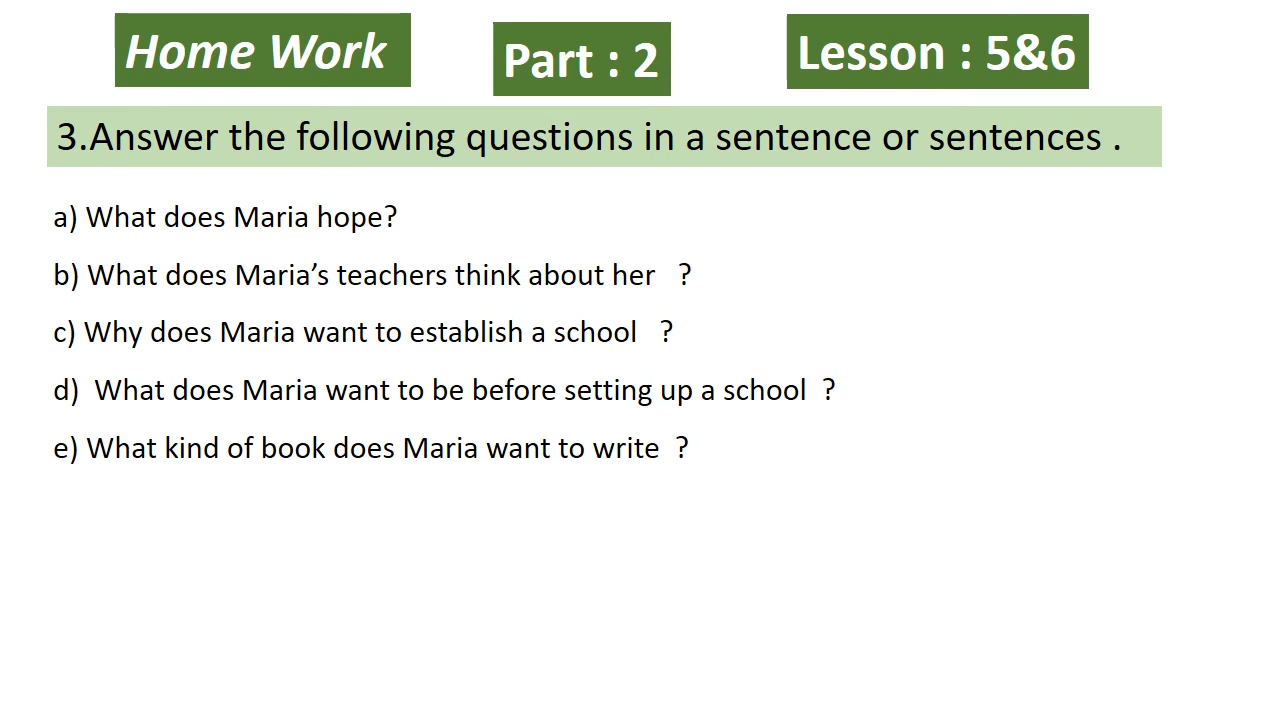 Home Work
Part : 2
Lesson : 5&6
3.Answer the following questions in a sentence or sentences .
a) What does Maria hope?
b) What does Maria’s teachers think about her ?
c) Why does Maria want to establish a school ?
d) What does Maria want to be before setting up a school ?
e) What kind of book does Maria want to write ?